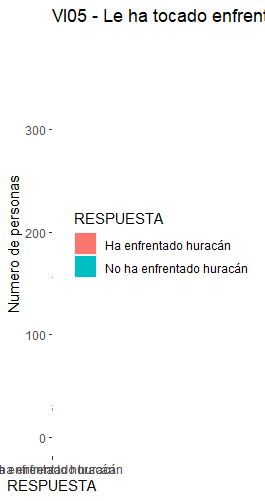 VI05 - Le ha tocado enfrent
300
200
100
0
Numero de personas
RESPUESTA
Ha enfrentado huracán
No ha enfrentado huracán
RESPUESTA